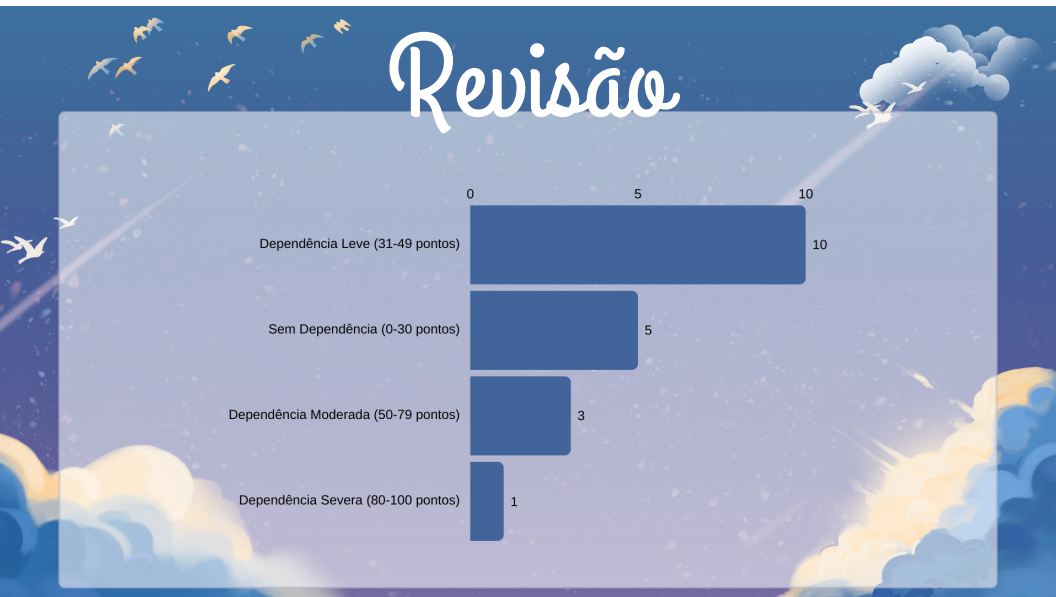 Revisão
0 5 10
Dependência Leve (31-49 pontos) 10
Sem Dependência (0-30 pontos) 5
Dependência Moderada (50-79 pontos) 3
Dependência Severa (80-100 pontos) 1